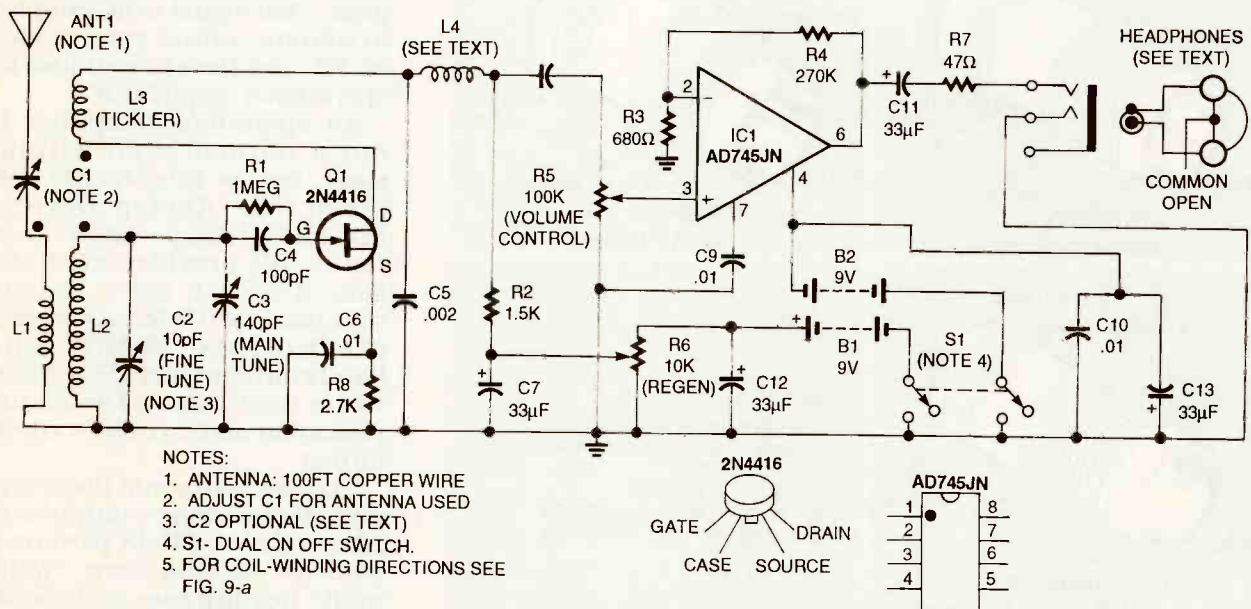 ANT1
(NOTE 1)
L3
(TICKLER)
C1
(NOTE 2)
L1
L2
C2
10pF
(FINE
TUNE)
(NOTE 3)
R1
1MEG
C4
100pF
C3
140pF
(MAIN
TUNE)
Q1
2N4416
G
D
S
C6
.01
R8
2.7K
L4
(SEE TEXT)
C5
.002
R2
1.5K
+
C7
33µF
R5
100K
(VOLUME
CONTROL)
R6
10K
(REGEN)
R3
680Ω
R4
270K
2
-
IC1
AD745JN
3
+
6
4
7
C9
.01
+
C12
33µF
B2
9V
+
B1
9V
+
C11
33µF
R7
47Ω
S1
(NOTE 4)
C10
.01
C13
33µF
+
HEADPHONES
(SEE TEXT)
COMMON
OPEN
NOTES:
1. ANTENNA: 100FT COPPER WIRE
2. ADJUST C1 FOR ANTENNA USED
3. C2 OPTIONAL (SEE TEXT)
4. S1- DUAL ON OFF SWITCH.
5. FOR COIL-WINDING DIRECTIONS SEE
FIG. 9-a
2N4416
GATE
DRAIN
CASE
SOURCE
AD745JN
1 8
2 7
3 6
4 5